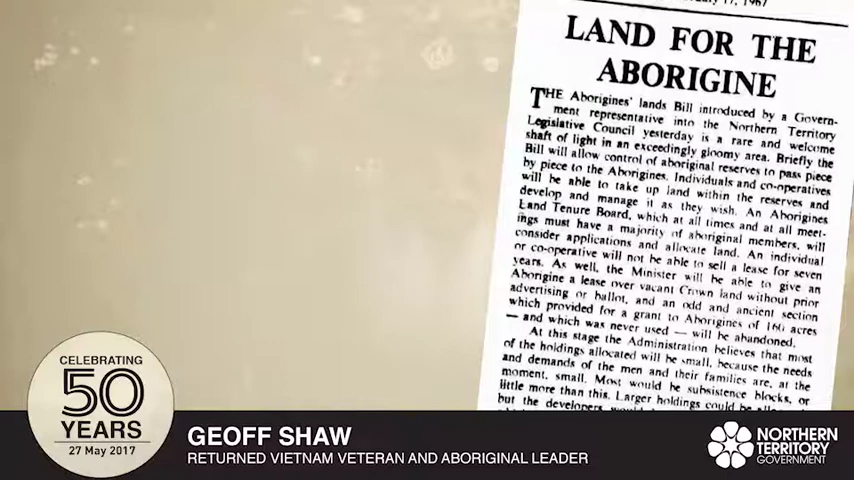 17, 1967
LAND FOR THE
ABORIGINE
THE Aborigines' lands Bill introduced by a Govern-
ment representative into the Northern Territory
Legislative Council yesterday is a rare and welcome
shaft of light in an exceedingly gloomy area. Briefly the
Bill will allow control of aboriginal reserves to pass piece
by piece to the Aborigines. Individuals and co-operatives
will be able to take up land within the reserves and
develop and manage it as they wish. An Aborigines
Land Tenure Board, which at all times and at all meet-
ings must have a majority of aboriginal members, will
consider applications and allocate land. An individual
or co-operative will not be able to sell a lease for seven
years. As well, the Minister will be able to give an
Aborigine a lease over vacant Crown land without prior
advertising or ballot, and an odd and ancient section
which provided for a grant to Aborigines of 160 acres
— and which was never used — will be abandoned.
At this stage the Administration believes that most
of the holdings allocated will be small, because the needs
and demands of the men and their families are, at the
moment, small. Most would be subsistence blocks, or
little more than this. Larger holdings could be
but the developers
CELEBRATING
50
YEARS
27 May 2017
GEOFF SHAW
RETURNED VIETNAM VETERAN AND ABORIGINAL LEADER
NORTHERN
TERRITORY
GOVERNMENT